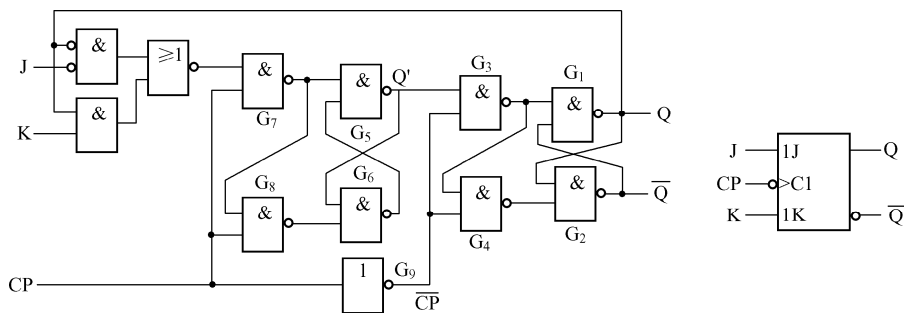 & ≥1 & & Q' G₃ & G₁ &
J
& G₇ G₅ Q
K
G₈ & G₆ & & G₄ & G₂ Q̅
CP 1 G₉ C̅P̅
J 1J Q
CP >C1
K 1K Q̅